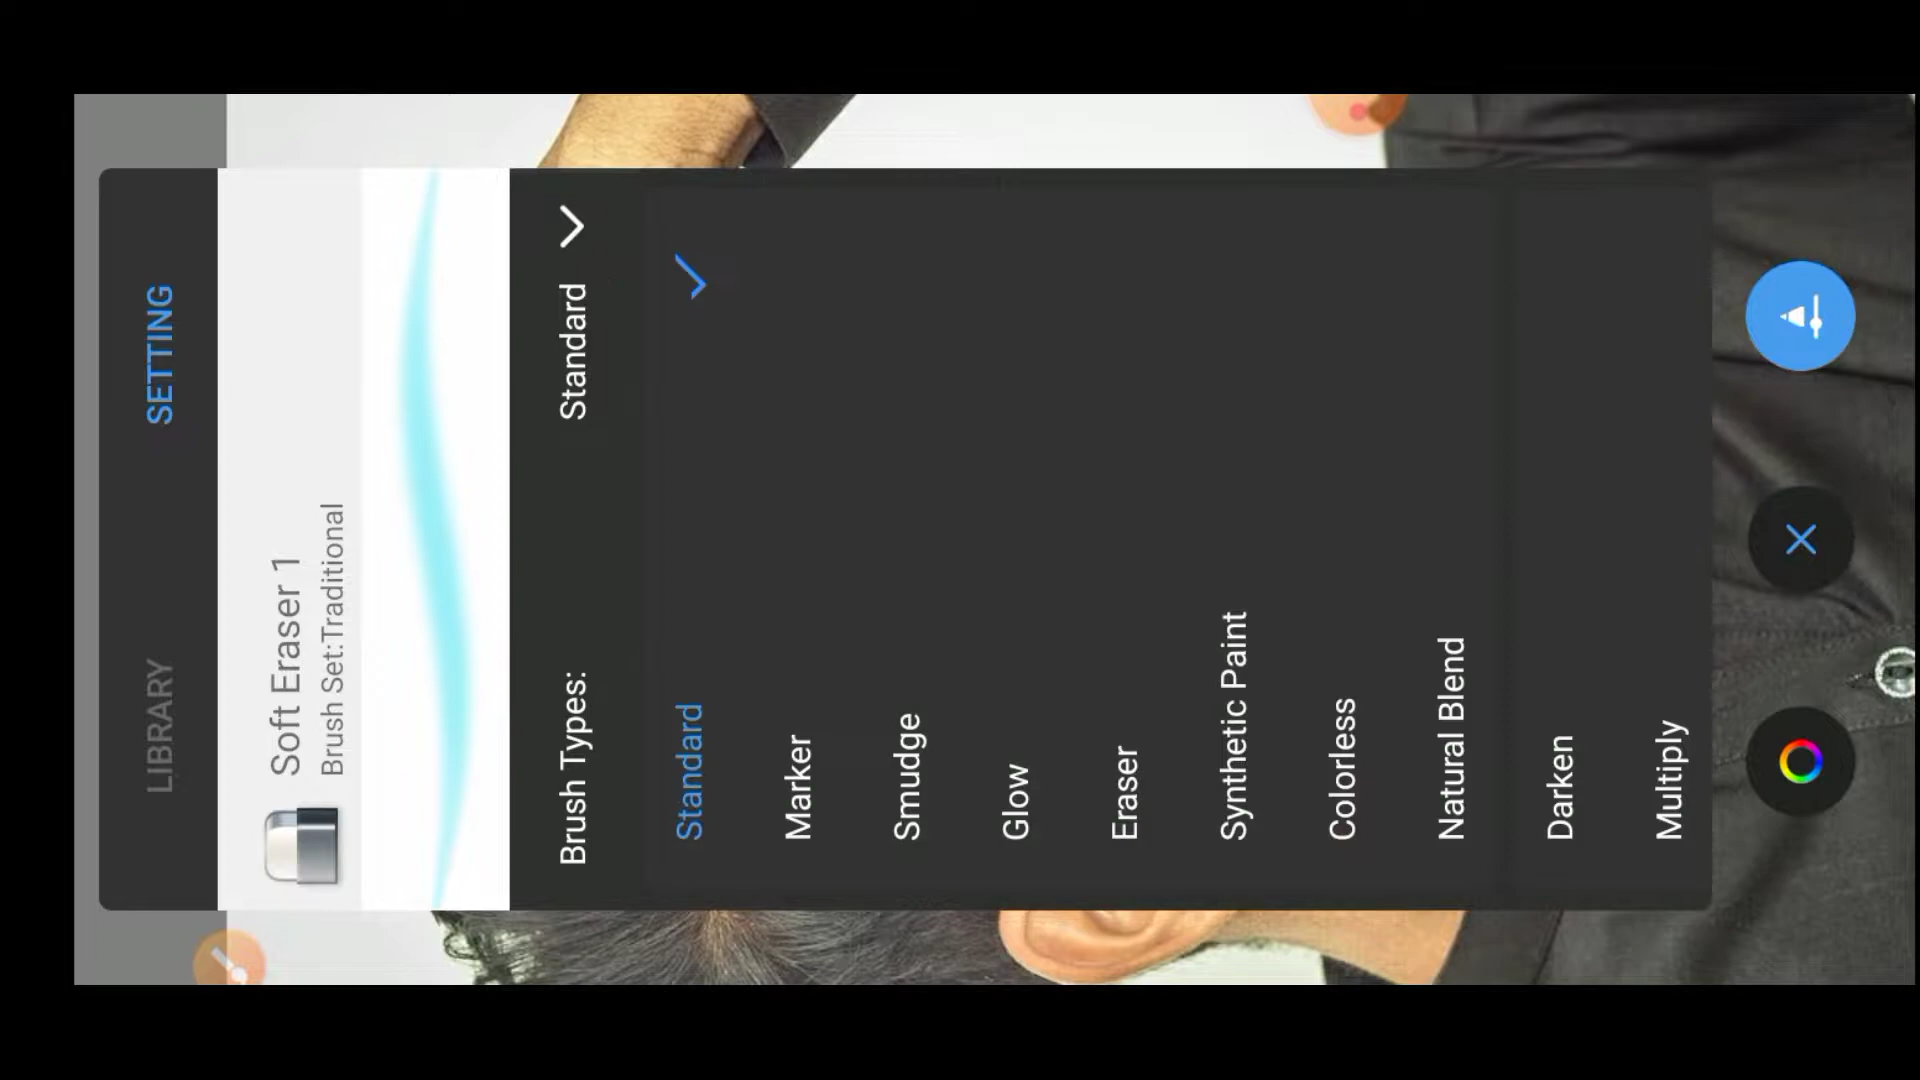 LIBRARY SETTING
Soft Eraser 1
Brush Set:Traditional
Brush Types: Standard
Standard
Marker
Smudge
Glow
Eraser
Synthetic Paint
Colorless
Natural Blend
Darken
Multiply